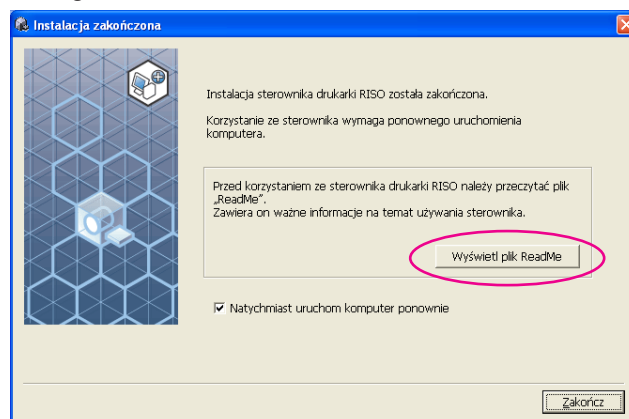 Instalacja zakończona
Instalacja sterownika drukarki RISO została zakończona.
Korzystanie ze sterownika wymaga ponownego uruchomienia
komputera.
Przed korzystaniem ze sterownika drukarki RISO należy przeczytać plik
„ReadMe”.
Zawiera on ważne informacje na temat używania sterownika.
Wyświetl plik ReadMe
Natychmiast uruchom komputer ponownie
Zakończ